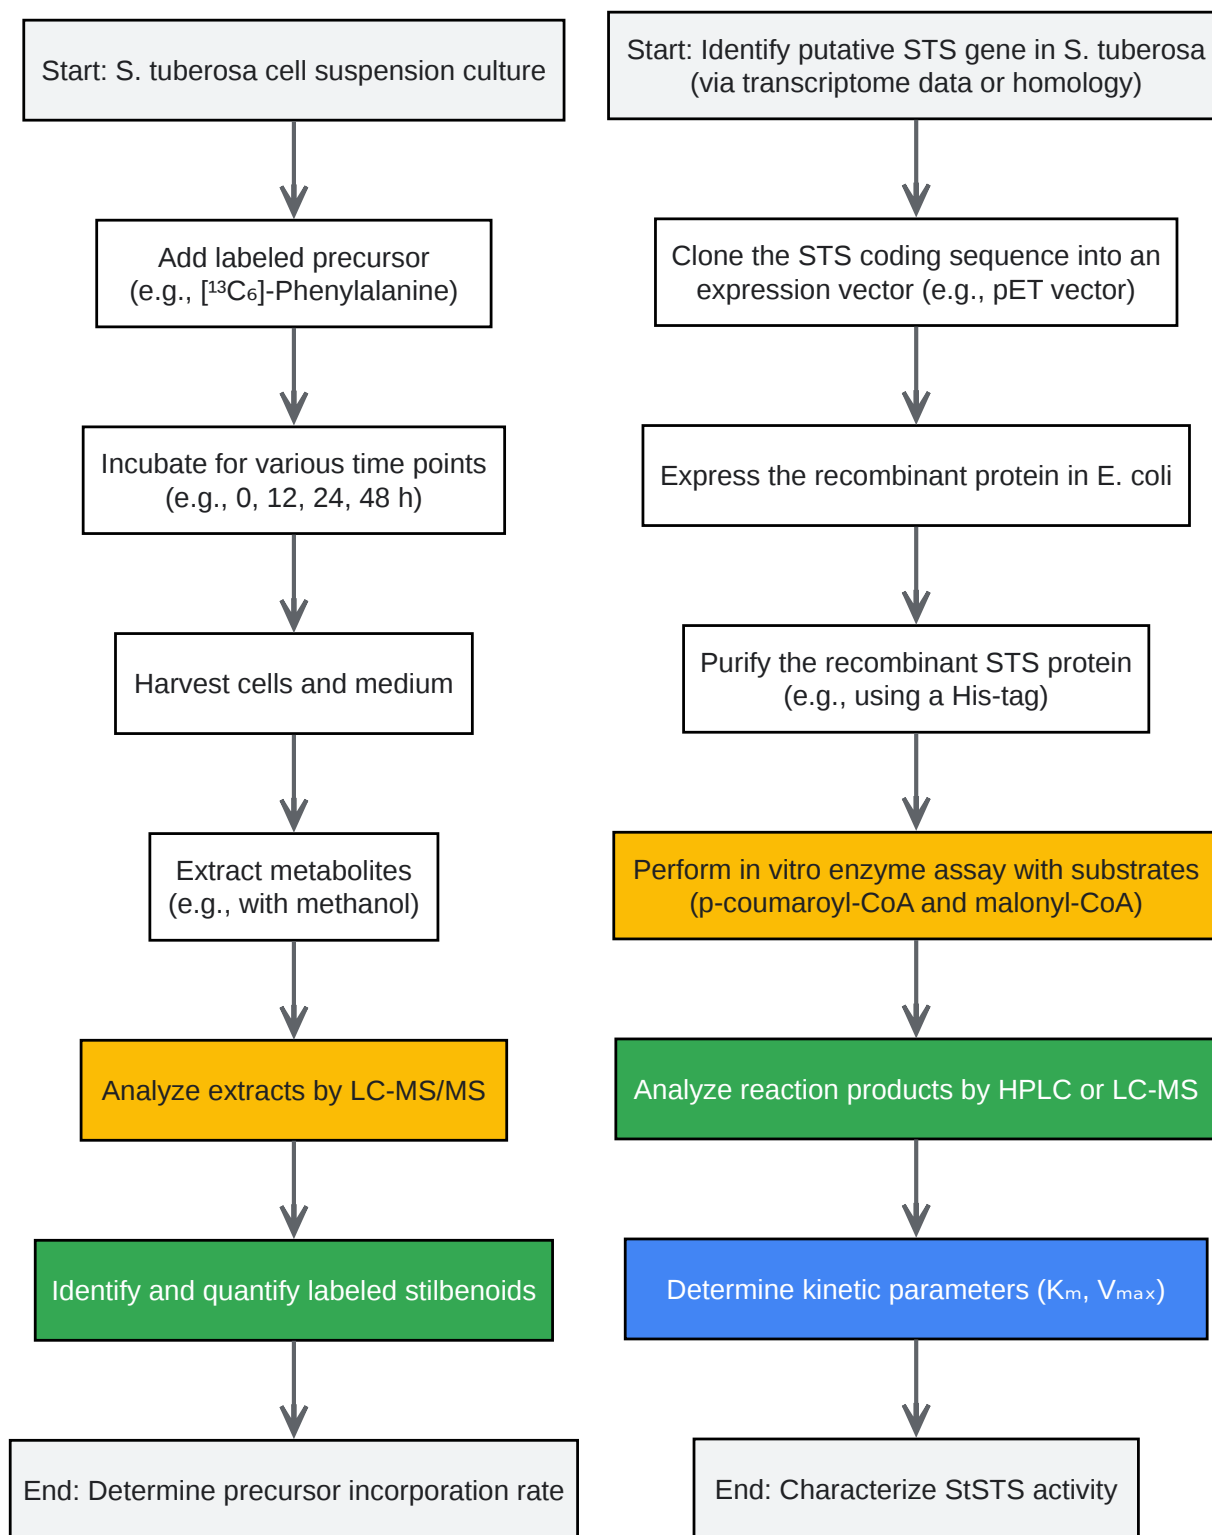 Start: S. tuberosa cell suspension culture
Add labeled precursor
(e.g., [¹³C₆]-Phenylalanine)
Incubate for various time points
(e.g., 0, 12, 24, 48 h)
Harvest cells and medium
Extract metabolites
(e.g., with methanol)
Analyze extracts by LC-MS/MS
Identify and quantify labeled stilbenoids
End: Determine precursor incorporation rate
Start: Identify putative STS gene in S. tuberosa
(via transcriptome data or homology)
Clone the STS coding sequence into an
expression vector (e.g., pET vector)
Express the recombinant protein in E. coli
Purify the recombinant STS protein
(e.g., using a His-tag)
Perform in vitro enzyme assay with substrates
(p-coumaroyl-CoA and malonyl-CoA)
Analyze reaction products by HPLC or LC-MS
Determine kinetic parameters (Kₘ, Vₘₐₓ)
End: Characterize StSTS activity